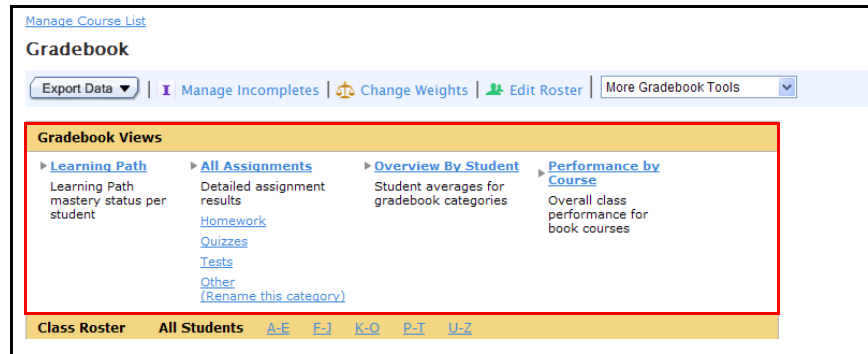 Manage Course List
Gradebook
Export Data ▼ | I Manage Incompletes | Change Weights | Edit Roster | More Gradebook Tools
Gradebook Views
Learning Path
Learning Path
mastery status per
student
All Assignments
Detailed assignment
results
Homework
Quizzes
Tests
Other
(Rename this category)
Overview By Student
Student averages for
gradebook categories
Performance by
Course
Overall class
performance for
book courses
Class Roster All Students A-E F-J K-O P-T U-Z